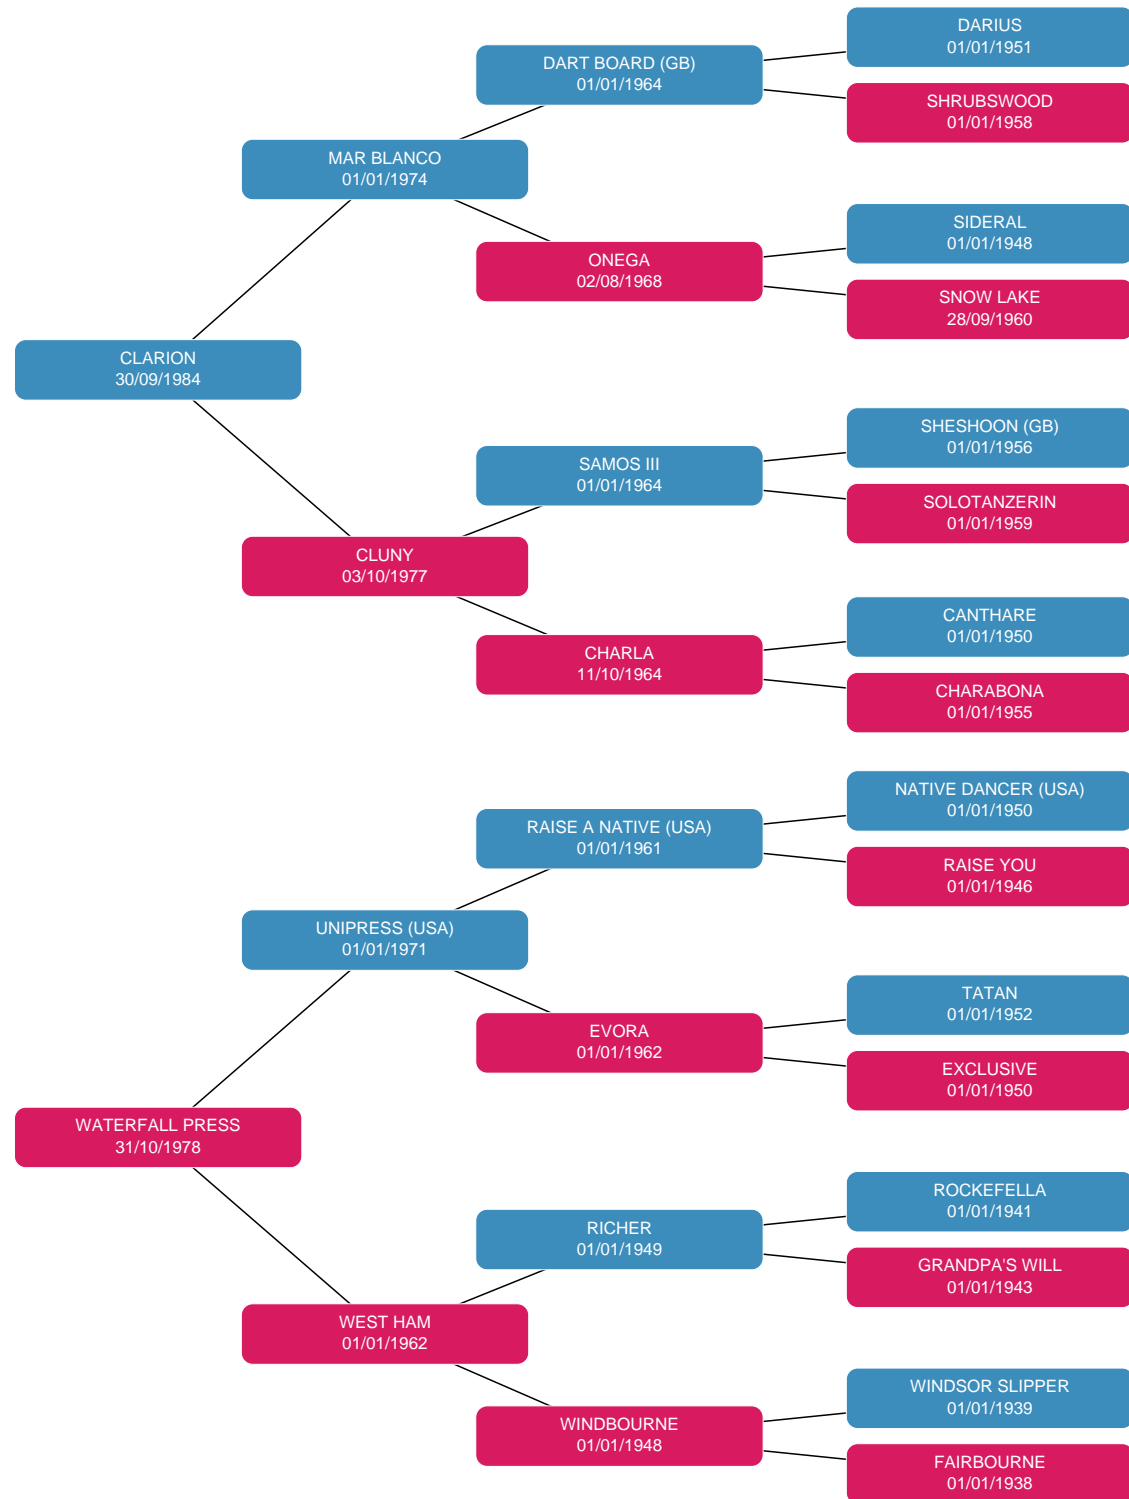 DARIUS
01/01/1951
DART BOARD (GB)
01/01/1964
SHRUBSWOOD
01/01/1958
MAR BLANCO
01/01/1974
SIDERAL
01/01/1948
ONEGA
02/08/1968
SNOW LAKE
28/09/1960
CLARION
30/09/1984
SHESHOON (GB)
01/01/1956
SAMOS III
01/01/1964
SOLOTANZERIN
01/01/1959
CLUNY
03/10/1977
CANTHARE
01/01/1950
CHARLA
11/10/1964
CHARABONA
01/01/1955
NATIVE DANCER (USA)
01/01/1950
RAISE A NATIVE (USA)
01/01/1961
RAISE YOU
01/01/1946
UNIPRESS (USA)
01/01/1971
TATAN
01/01/1952
EVORA
01/01/1962
EXCLUSIVE
01/01/1950
WATERFALL PRESS
31/10/1978
ROCKEFELLA
01/01/1941
RICHER
01/01/1949
GRANDPA'S WILL
01/01/1943
WEST HAM
01/01/1962
WINDSOR SLIPPER
01/01/1939
WINDBOURNE
01/01/1948
FAIRBOURNE
01/01/1938